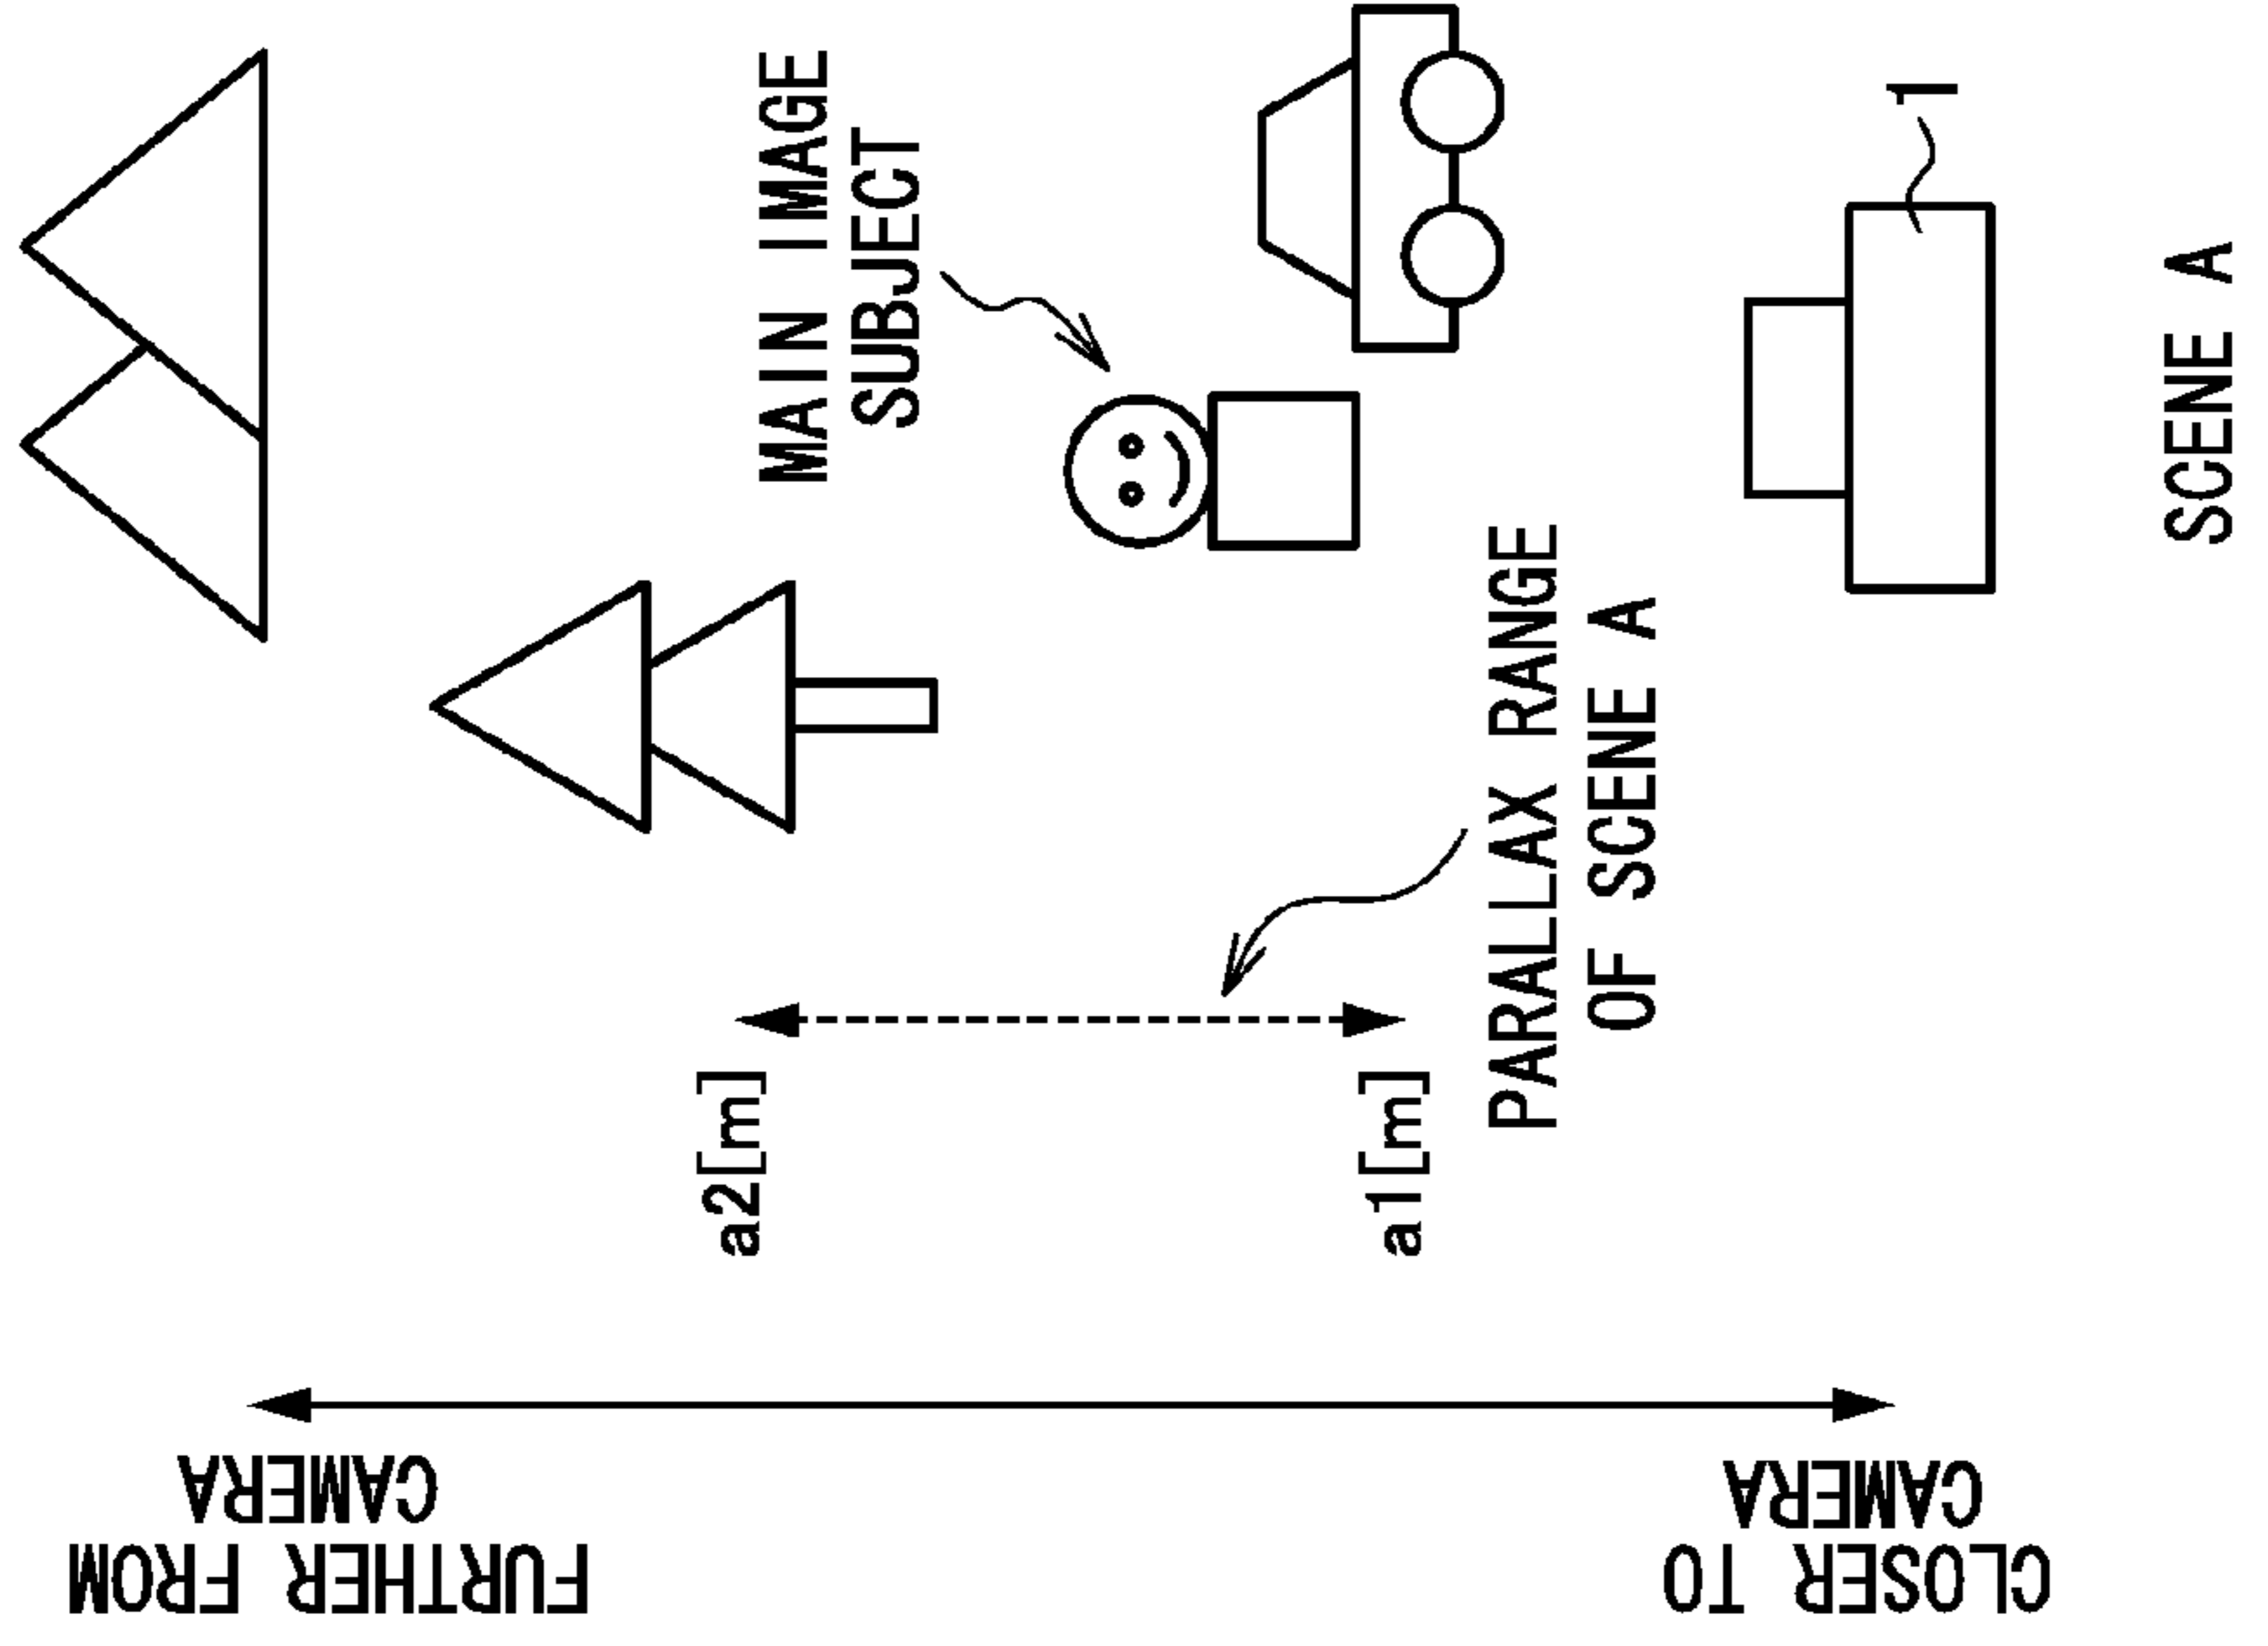 FURTHER FROM
CAMERA
CLOSER TO
CAMERA
a2[m]
a1[m]
PARALLAX RANGE
OF SCENE A
MAIN IMAGE
SUBJECT
1
SCENE A